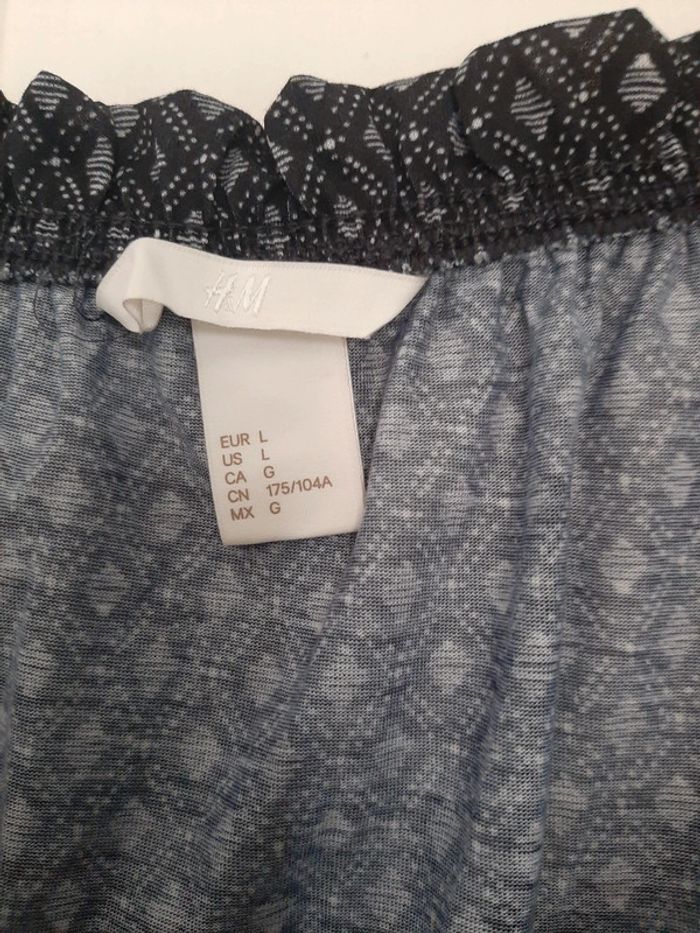 H&M
EUR L
US L
CA G
CN 175/104A
MX G